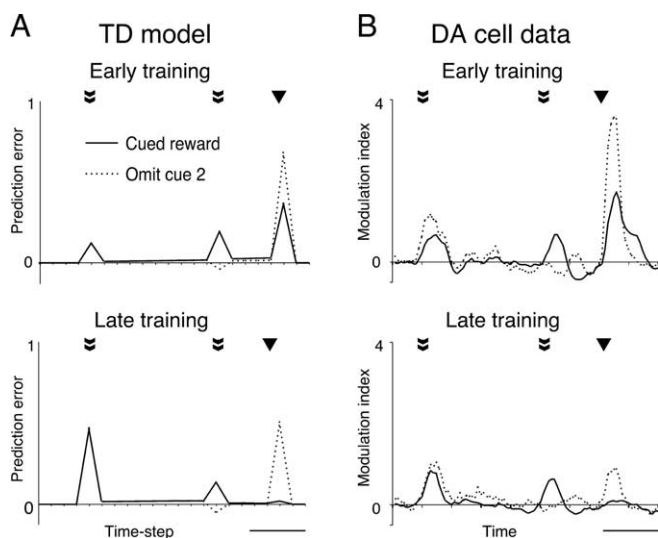 A
TD model
Early training
1
Prediction error
Cued reward
Omit cue 2
0
Late training
1
Prediction error
0
Time-step
B
DA cell data
Early training
4
Modulation index
0
Late training
4
Modulation index
0
Time